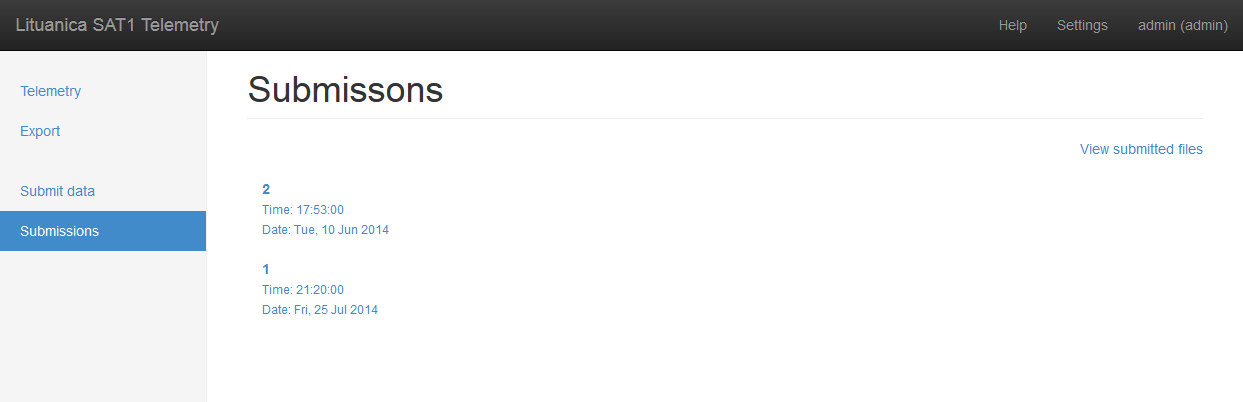 Lituanica SAT1 Telemetry
Help
Settings
admin (admin)
Telemetry
Export
Submit data
Submissions
Submissons
View submitted files
2
Time: 17:53:00
Date: Tue, 10 Jun 2014
1
Time: 21:20:00
Date: Fri, 25 Jul 2014